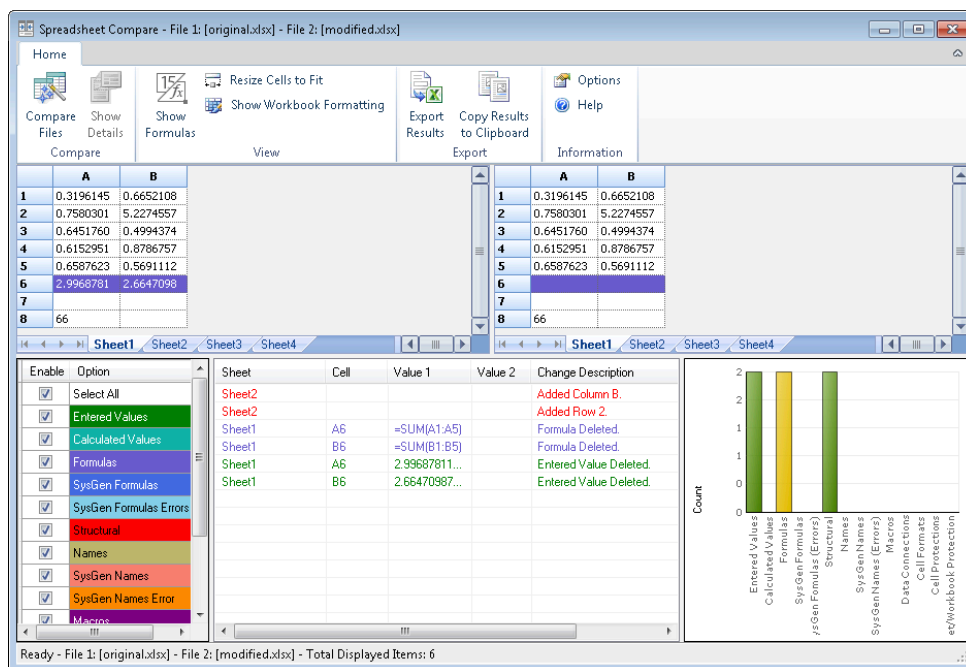 Spreadsheet Compare - File 1: [original.xlsx] - File 2: [modified.xlsx]
Home
Compare Files
Show Details
Compare
Show Formulas
Resize Cells to Fit
Show Workbook Formatting
View
Export Results
Copy Results to Clipboard
Export
Options
Help
Information
A B
1 0.3196145 0.6652108
2 0.7580301 5.2274557
3 0.6451760 0.4994374
4 0.6152951 0.8786757
5 0.6587623 0.5691112
6 2.9968781 2.6647098
7
8 66
Sheet1 Sheet2 Sheet3 Sheet4
A B
1 0.3196145 0.6652108
2 0.7580301 5.2274557
3 0.6451760 0.4994374
4 0.6152951 0.8786757
5 0.6587623 0.5691112
6
7
8 66
Sheet1 Sheet2 Sheet3 Sheet4
Enable Option
Select All
Entered Values
Calculated Values
Formulas
SysGen Formulas
SysGen Formulas Errors
Structural
Names
SysGen Names
SysGen Names Error
Macros
Sheet Cell Value 1 Value 2 Change Description
Sheet2 Added Column B.
Sheet2 Added Row 2.
Sheet1 A6 =SUM(A1:A5) Formula Deleted.
Sheet1 B6 =SUM(B1:B5) Formula Deleted.
Sheet1 A6 2.99687811... Entered Value Deleted.
Sheet1 B6 2.66470987... Entered Value Deleted.
Count
2
2
1
1
0
0
Entered Values
Calculated Values
Formulas
SysGen Formulas
ysGen Formulas (Errors)
Structural
Names
SysGen Names
SysGen Names (Errors)
Macros
Data Connections
Cell Formats
Cell Protections
et/Workbook Protection
Ready - File 1: [original.xlsx] - File 2: [modified.xlsx] - Total Displayed Items: 6